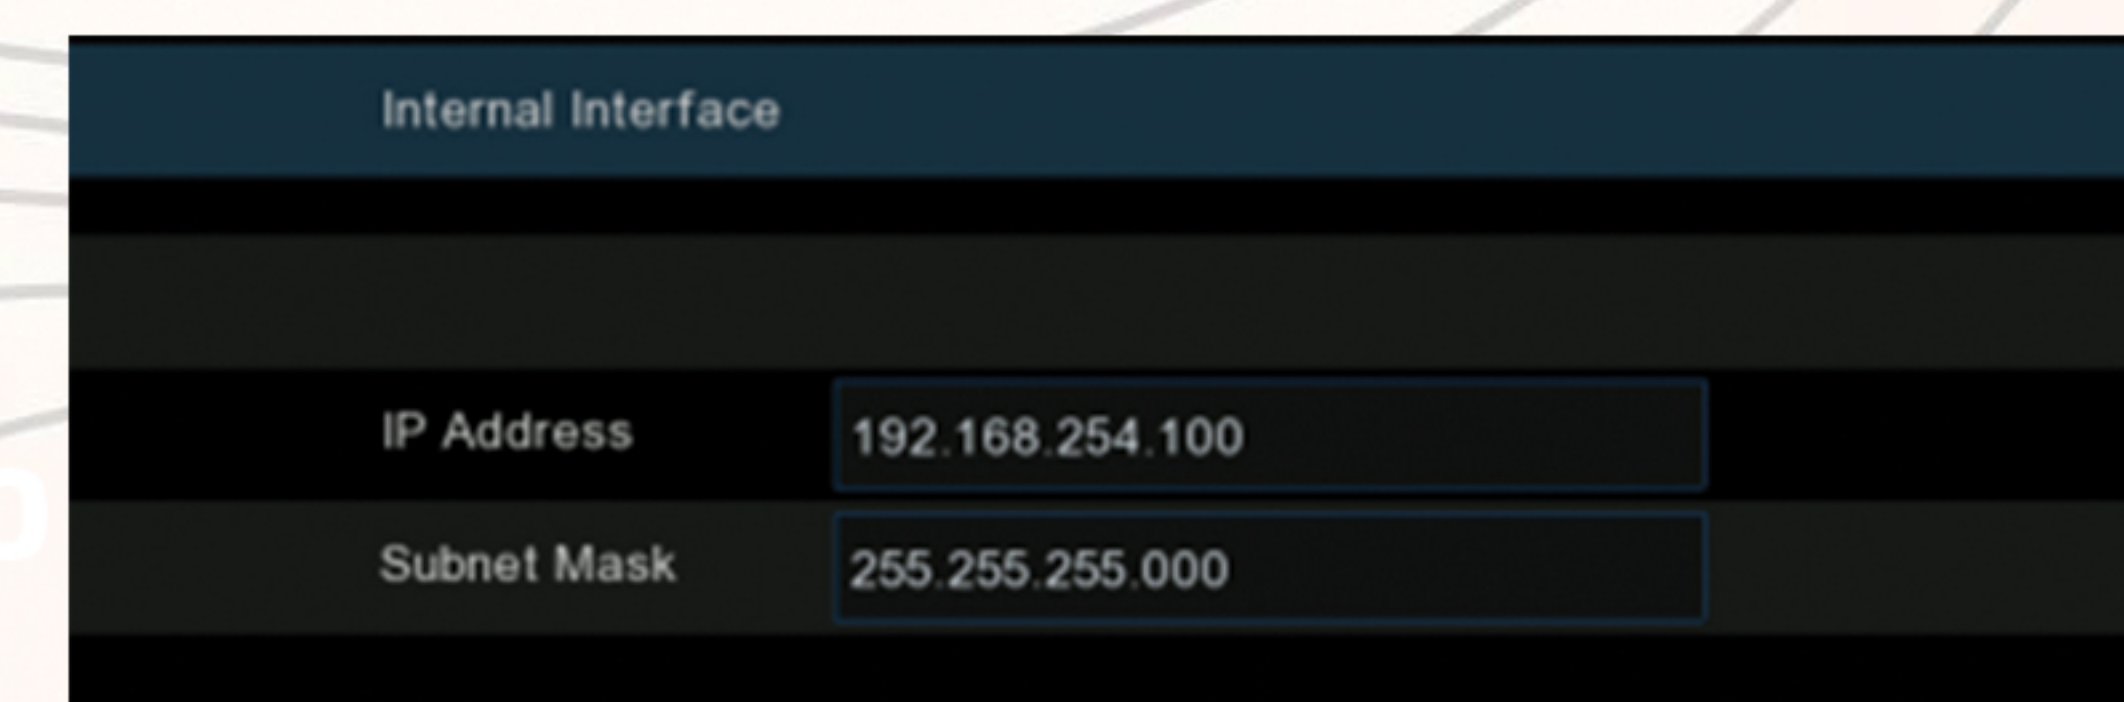 Internal Interface
IP Address
192.168.254.100
Subnet Mask
255.255.255.000